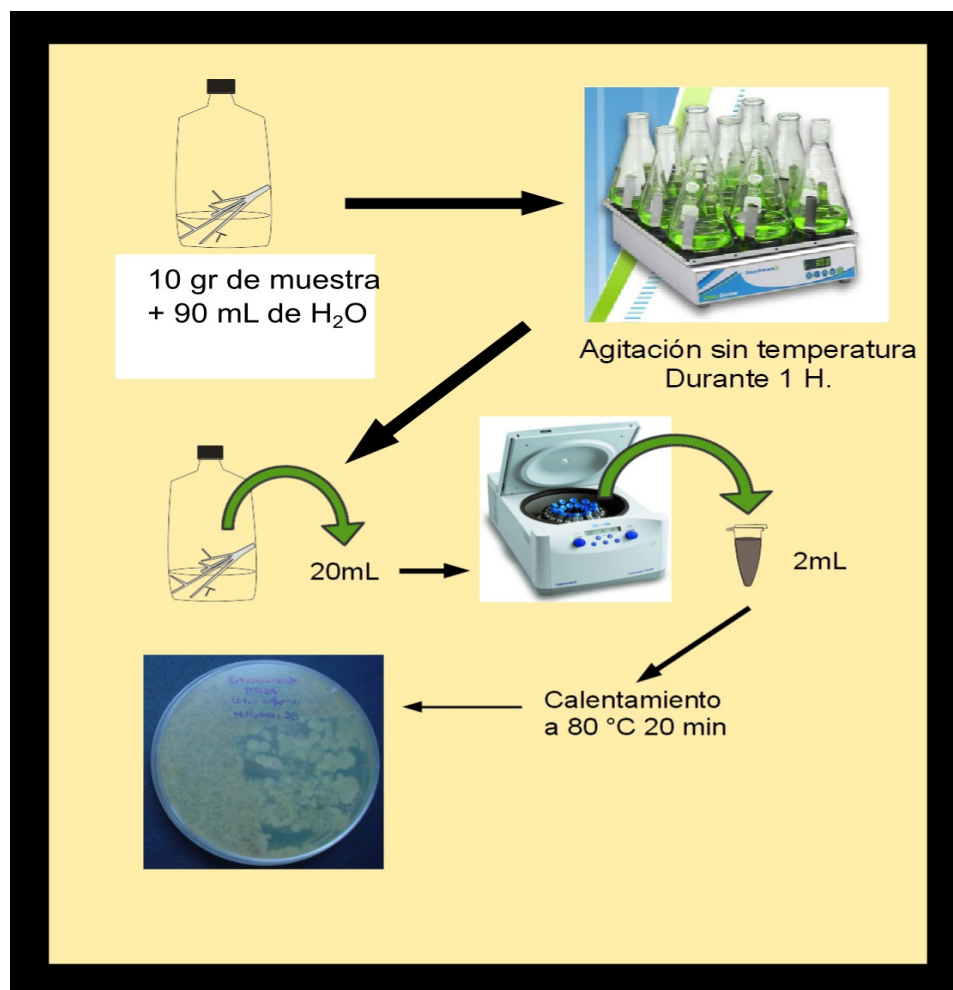 10 gr de muestra
+ 90 mL de H₂O
Agitación sin temperatura
Durante 1 H.
20mL
2mL
Calentamiento
a 80 °C 20 min